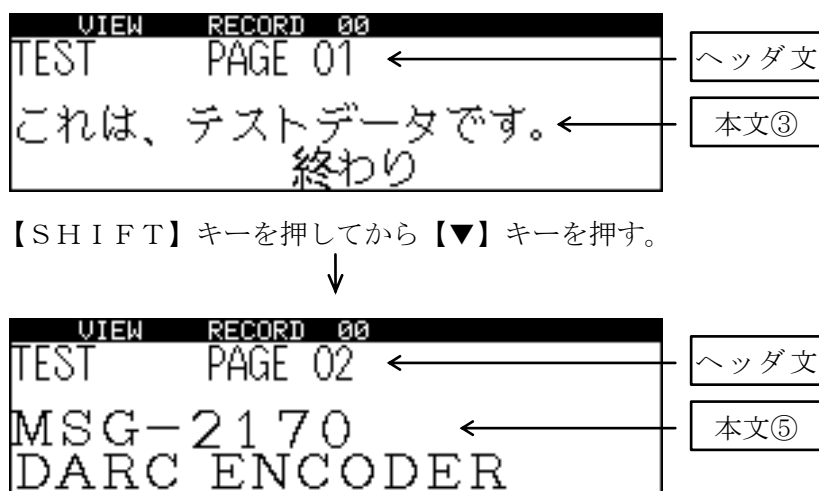 VIEW RECORD 00
TEST PAGE 01
ヘッダ文
これは、テストデータです。
本文③
終わり
【SHIFT】キーを押してから【▼】キーを押す。
VIEW RECORD 00
TEST PAGE 02
ヘッダ文
MSG-2170
本文⑤
DARC ENCODER